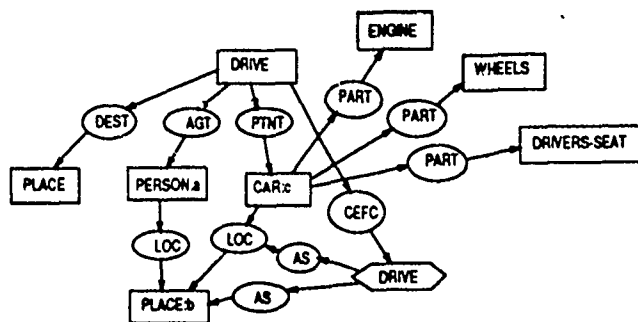 ENGINE
DRIVE
WHEELS
PART
DEST
AGT
PTNT
PART
DRIVERS-SEAT
PART
PLACE
PERSON:a
CAR:c
CEFC
LOC
LOC
AS
DRIVE
PLACE:b
AS